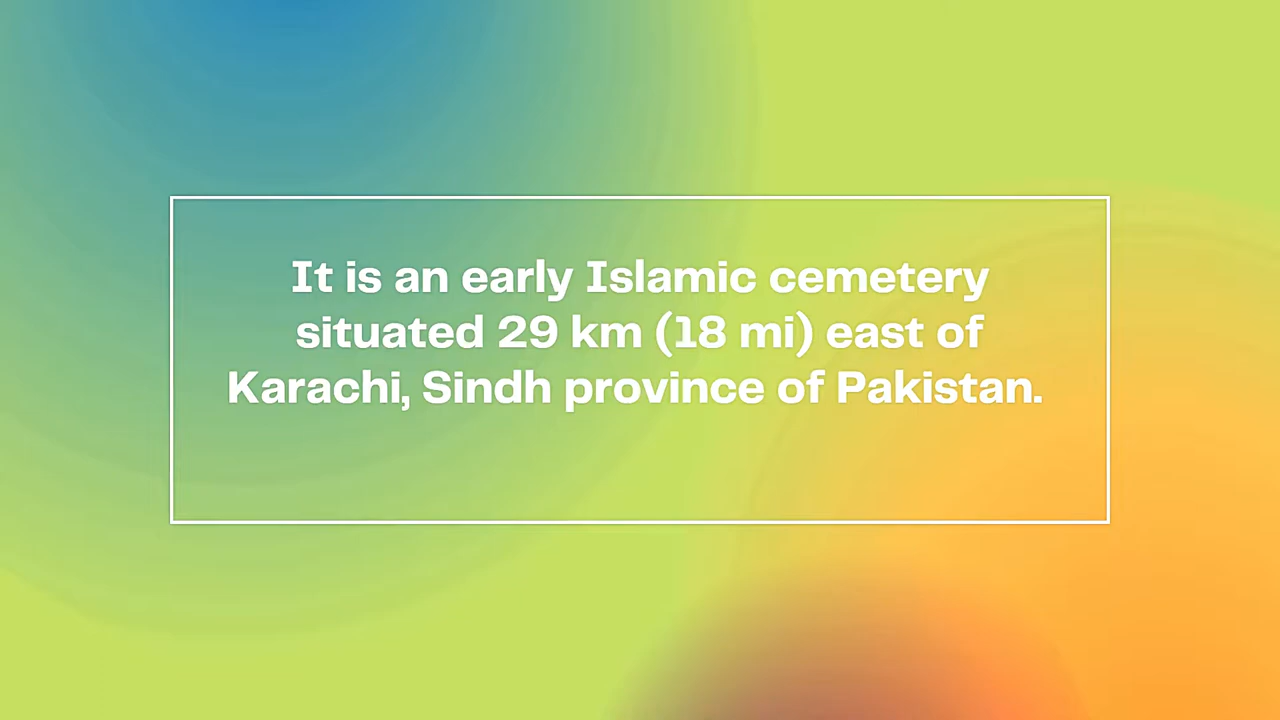 It is an early Islamic cemetery
situated 29 km (18 mi) east of
Karachi, Sindh province of Pakistan.